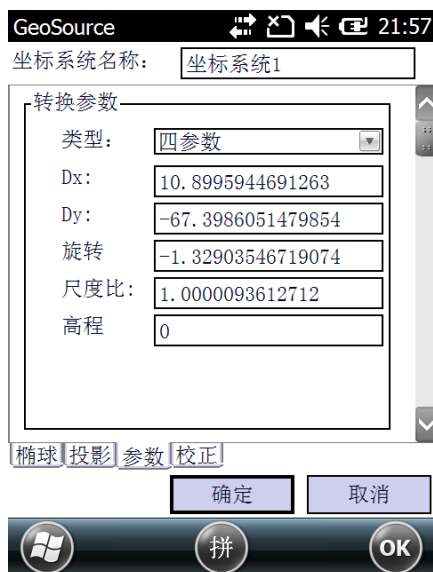 GeoSource 21:57
坐标系统名称： 坐标系统1
转换参数
类型： 四参数
Dx: 10.8995944691263
Dy: -67.3986051479854
旋转 -1.32903546719074
尺度比: 1.0000093612712
高程 0
椭球 投影 参数 校正
确定 取消
拼 OK